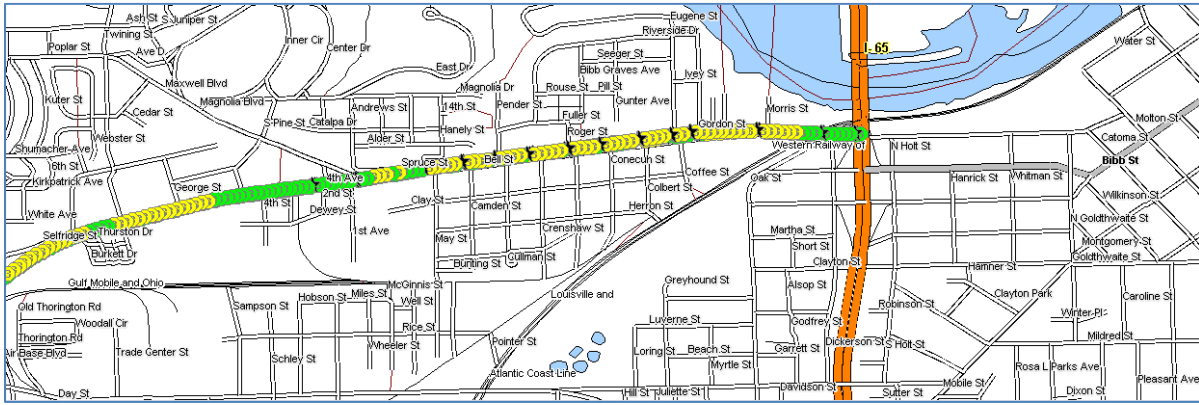 Ash St
S Juniper St
Twining St
Poplar St
Ave D
Inner Cir
Center Dr
East Dr
Eugene St
Riverside Dr
Seeger St
Bibb Graves Ave
Ivey St
I- 65
Water St
Maxwell Blvd
Magnolia Blvd
Magnolia Dr
Rouse St
Pill St
Gunter Ave
Kuter St
Cedar St
Andrews St
14th St
Pender St
Morris St
Molton St
Webster St
S Pine St
Catalpa Dr
Fuller St
Gordon St
Shumacher Ave
Alder St
Hanely St
Roger St
Western Railway of
N Holt St
Catoma St
6th St
Spruce St
Bell St
Conecuh St
Bibb St
Kirkpatrick Ave
George St
4th Ave
Coffee St
Oak St
Hanrick St
Whitman St
2nd St
Colbert St
4th St
Clay St
Camden St
Herron St
Wilkinson St
White Ave
Dewey St
N Goldthwaite St
Selfridge St
Thurston Dr
1st Ave
May St
Crenshaw St
Martha St
Short St
Montgomery St
Burkett Dr
Bunting St
Cullman St
Clayton St
Goldthwaite St
Hamner St
Gulf Mobile and Ohio
McGinnis St
Greyhound St
Alsop St
Clayton Park
Caroline St
Old Thorington Rd
Sampson St
Hobson St
Miles St
Well St
Louisville and
Robinson St
Woodall Cir
Luverne St
Godfrey St
Winter Pl
Thorington Rd
Rice St
Mildred St
Air Base Blvd
Trade Center St
Wheeler St
Pointer St
Loring St
Beach St
Garrett St
Dickerson St
S Holt St
Schley St
Myrtle St
Rosa L Parks Ave
Atlantic Coast Line
Pleasant Ave
Day St
Hill St
Juliette St
Davidson St
Sutter St
Mobile St
Dixon St